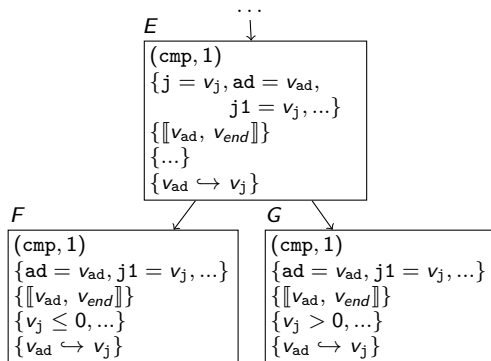 ...
E
(cmp, 1)
{j = v_j, ad = v_ad,
j1 = v_j, ...}
{⟦v_ad, v_end⟧}
{...}
{v_ad ↪ v_j}
F
(cmp, 1)
{ad = v_ad, j1 = v_j, ...}
{⟦v_ad, v_end⟧}
{v_j ≤ 0, ...}
{v_ad ↪ v_j}
G
(cmp, 1)
{ad = v_ad, j1 = v_j, ...}
{⟦v_ad, v_end⟧}
{v_j > 0, ...}
{v_ad ↪ v_j}